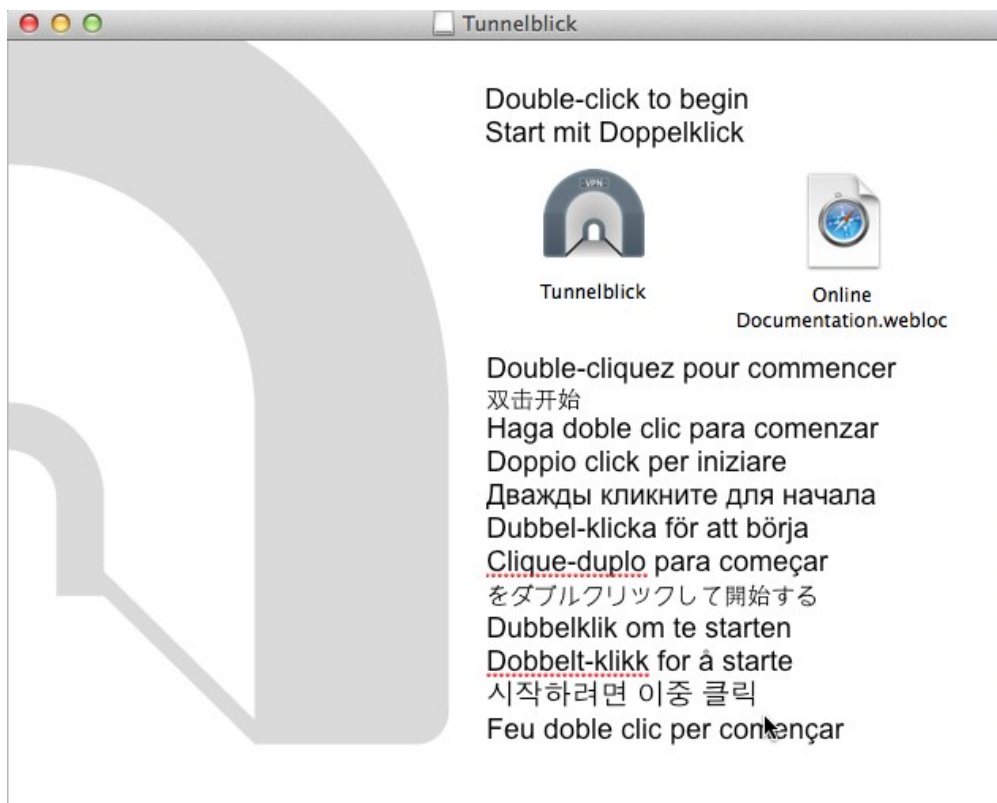 Tunnelblick
Double-click to begin
Start mit Doppelklick
VPN
Tunnelblick
Online
Documentation.webloc
Double-cliquez pour commencer
双击开始
Haga doble clic para comenzar
Doppio click per iniziare
Дважды кликните для начала
Dubbel-klicka för att börja
Clique-duplo para começar
をダブルクリックして開始する
Dubbelklik om te starten
Dobbelt-klikk for å starte
시작하려면 이중 클릭
Feu doble clic per començar